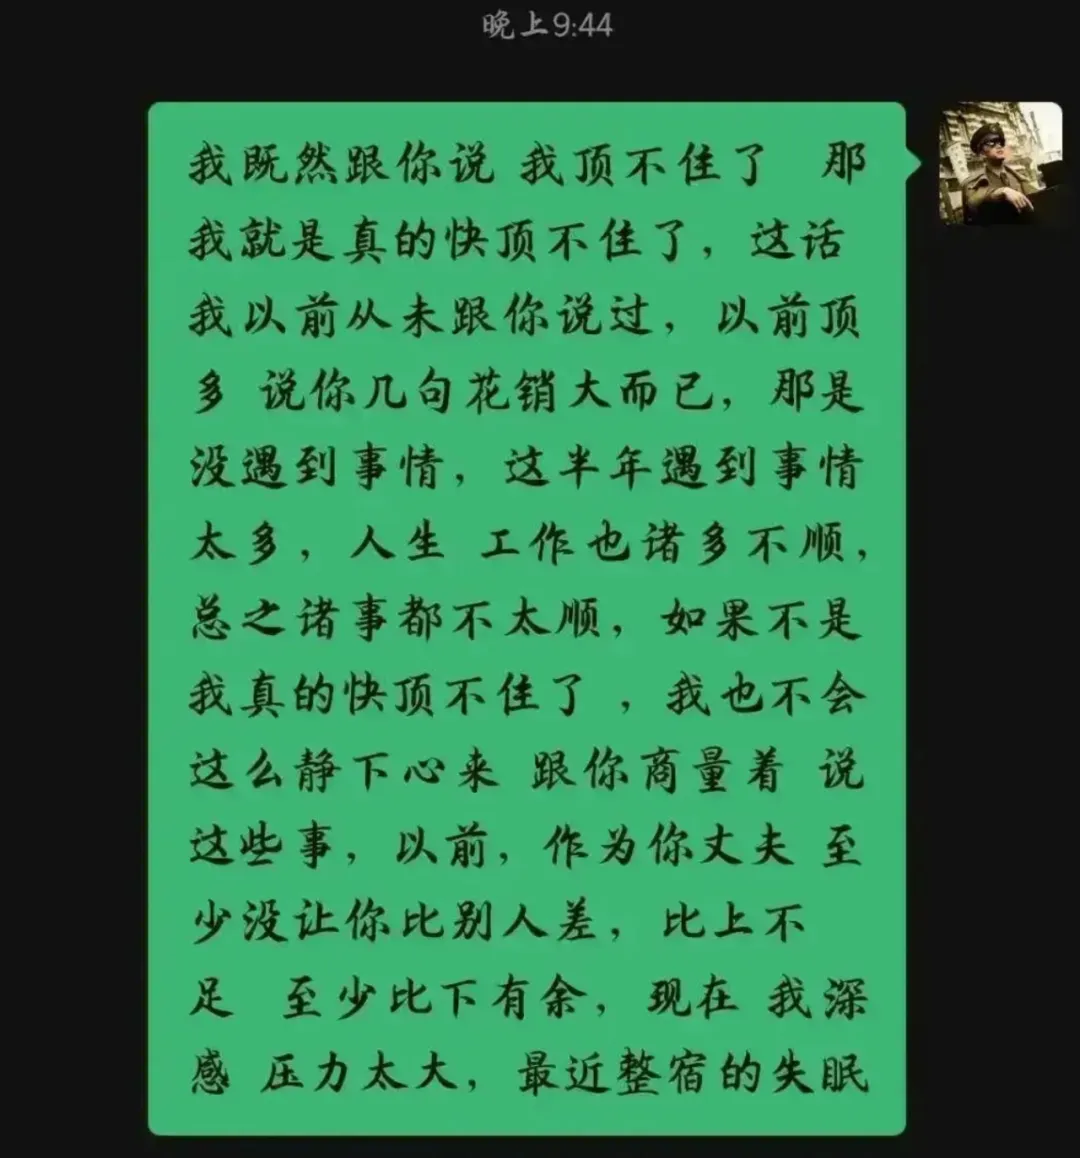 晚上9:44
我既然跟你说 我顶不住了 那
我就是真的快顶不住了，这话
我以前从未跟你说过，以前顶
多 说你几句花销大而已，那是
没遇到事情，这半年遇到事情
太多，人生 工作也诸多不顺，
总之诸事都不太顺，如果不是
我真的快顶不住了 ，我也不会
这么静下心来 跟你商量着 说
这些事，以前，作为你丈夫 至
少没让你比别人差，比上不
足 至少比下有余，现在 我深
感 压力太大，最近整宿的失眠